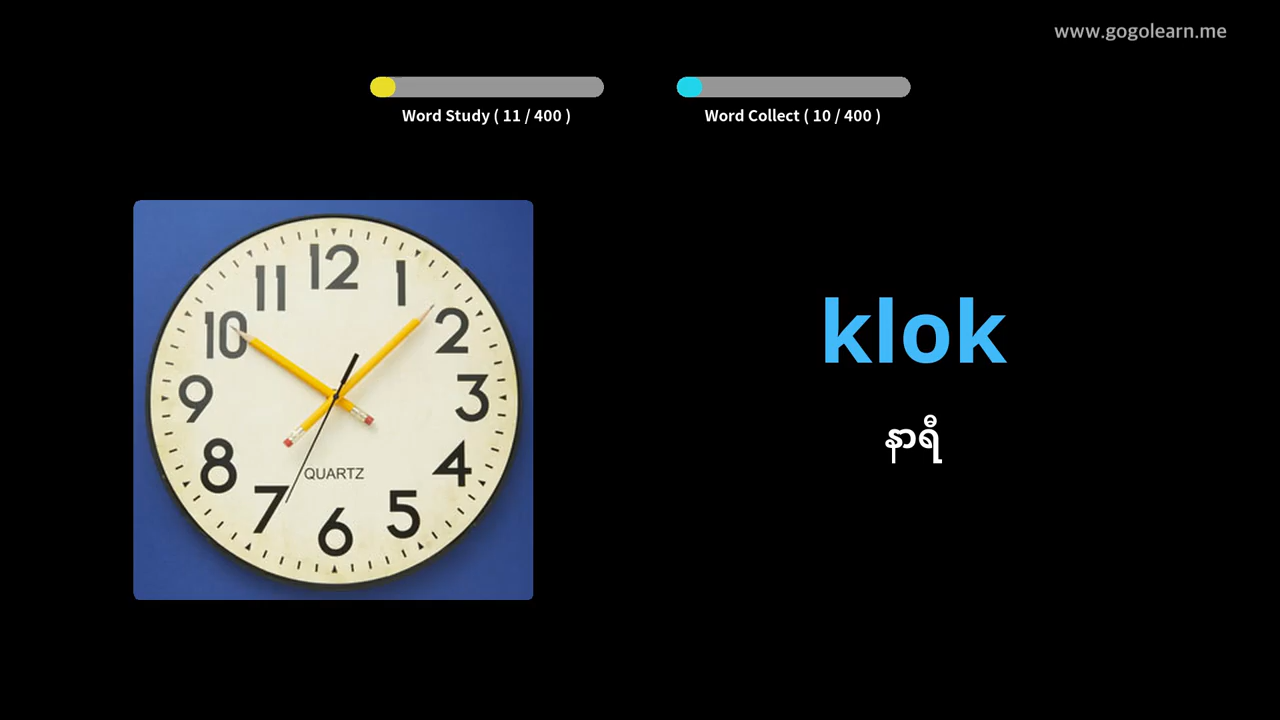 www.gogolearn.me
Word Study ( 11 / 400 )
Word Collect ( 10 / 400 )
12
11
1
10
2
9
3
8
4
QUARTZ
7
5
6
klok
နာရီ